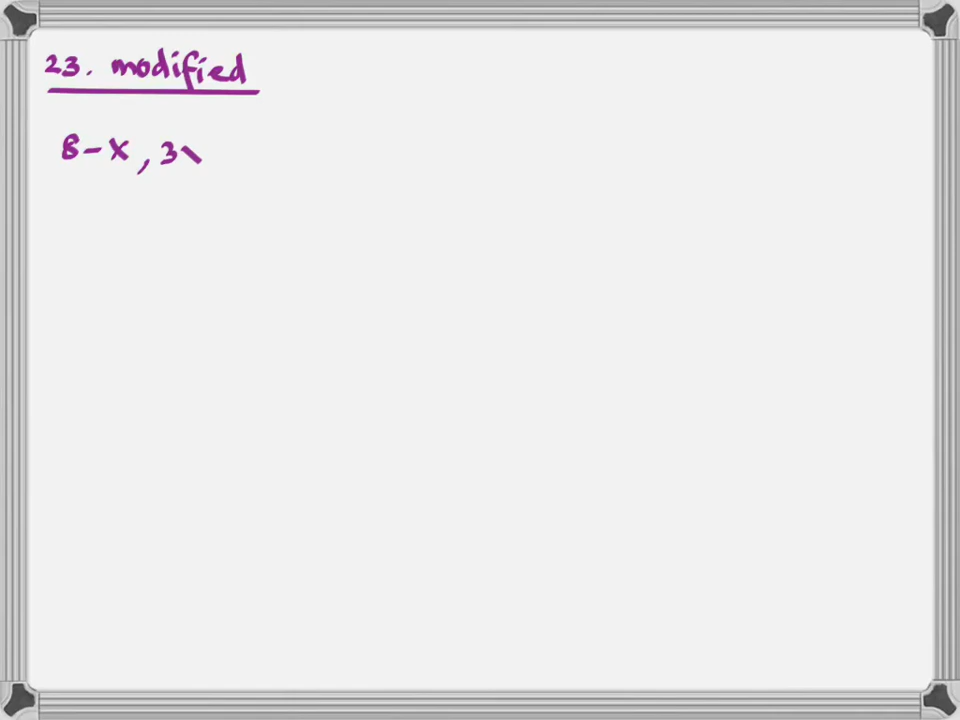 23. modified
8-x, 3